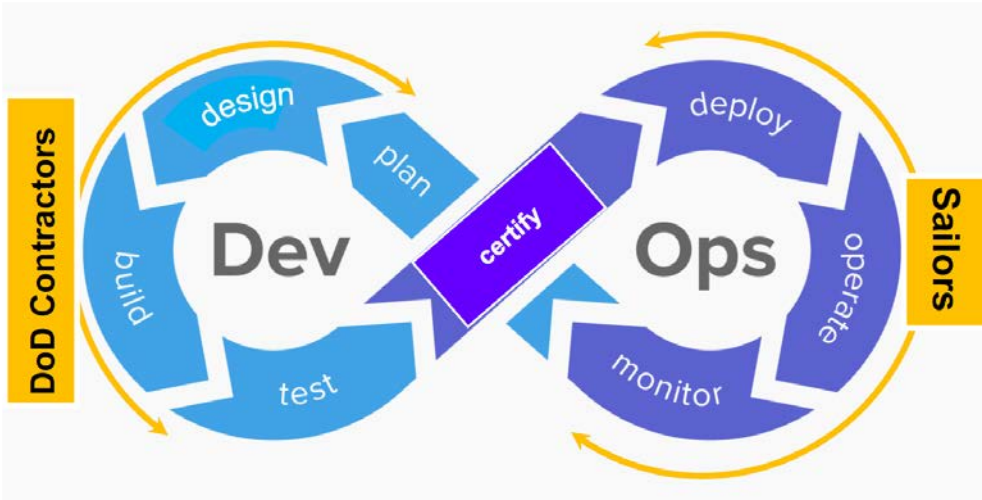 DoD Contractors
design
plan
build
Dev
test
certify
deploy
Ops
operate
monitor
Sailors